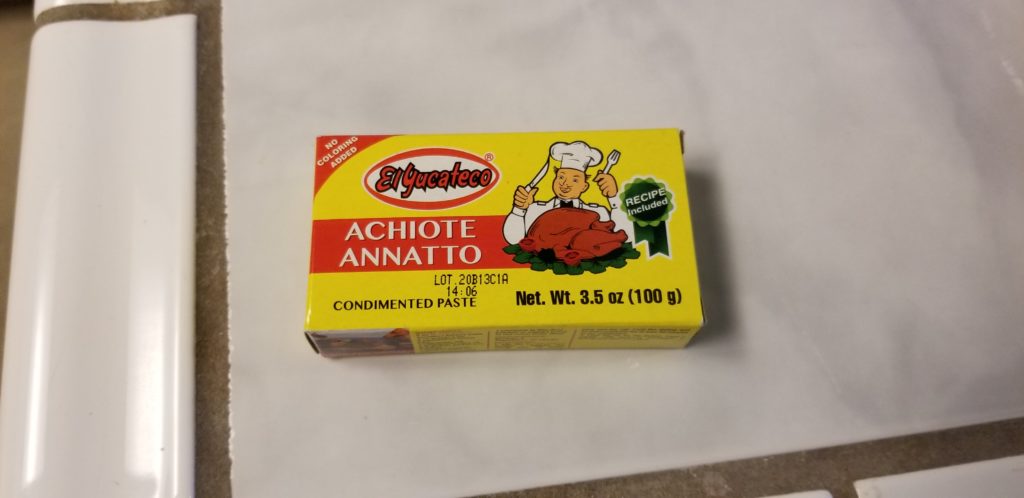 NO
COLORING
ADDED
El Yucateco®
ACHIOTE
ANNATTO
RECIPE
Included
LOT.20B13C1A
14:06
CONDIMENTED PASTE
Net. Wt. 3.5 oz (100 g)